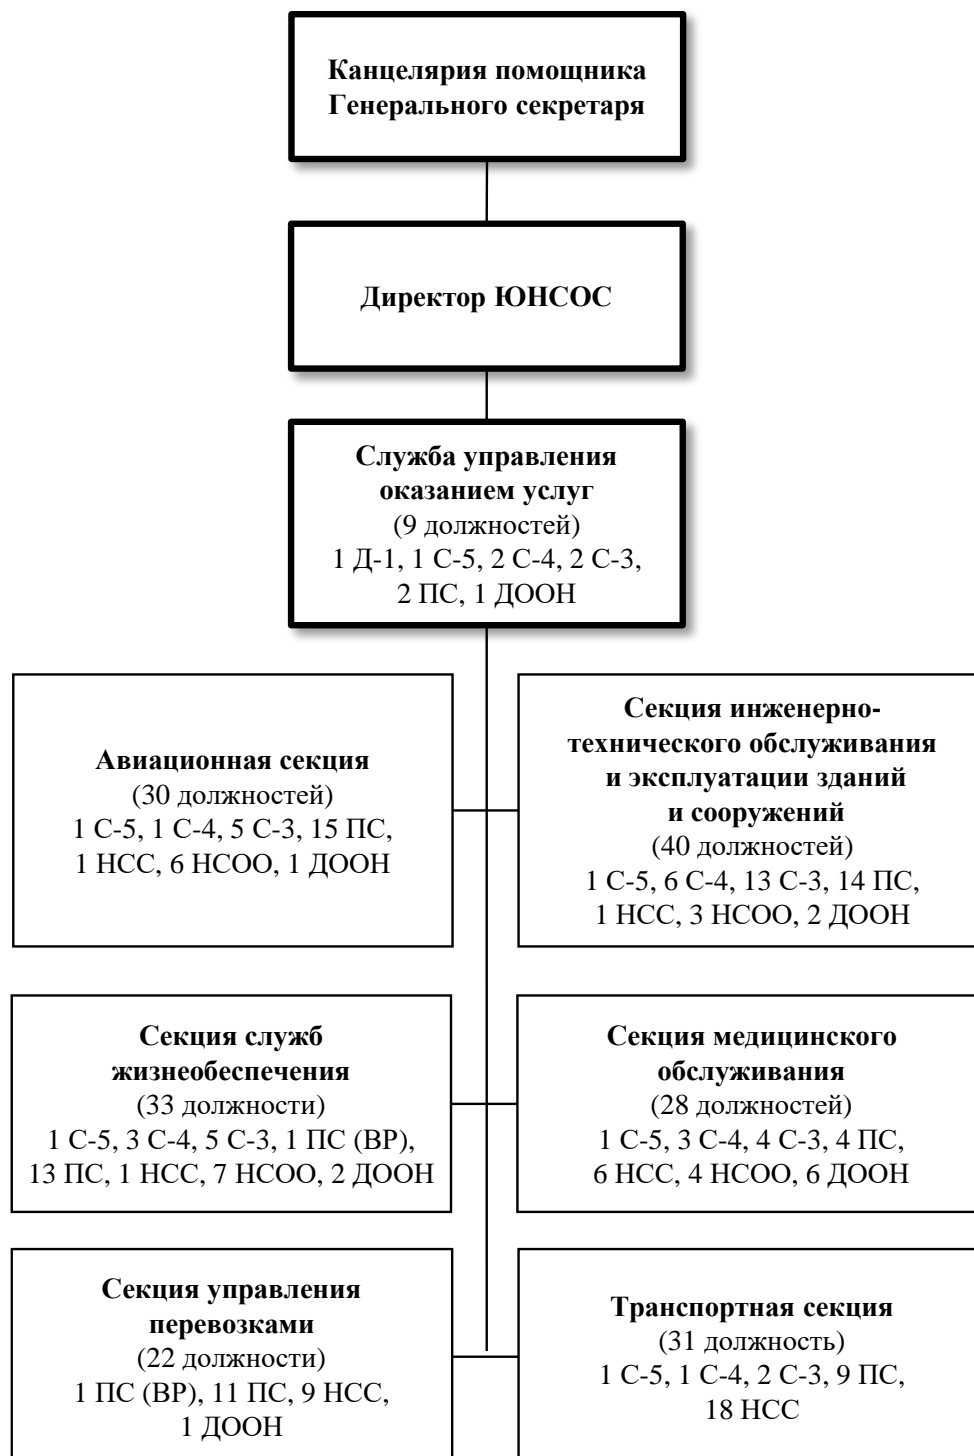 Канцелярия помощника
Генерального секретаря
Директор ЮНСОС
Служба управления
оказанием услуг
(9 должностей)
1 Д-1, 1 С-5, 2 С-4, 2 С-3,
2 ПС, 1 ДООН
Авиационная секция
(30 должностей)
1 С-5, 1 С-4, 5 С-3, 15 ПС,
1 НСС, 6 НСОО, 1 ДООН
Секция инженерно-
технического обслуживания
и эксплуатации зданий
и сооружений
(40 должностей)
1 С-5, 6 С-4, 13 С-3, 14 ПС,
1 НСС, 3 НСОО, 2 ДООН
Секция служб
жизнеобеспечения
(33 должности)
1 С-5, 3 С-4, 5 С-3, 1 ПС (ВР),
13 ПС, 1 НСС, 7 НСОО, 2 ДООН
Секция медицинского
обслуживания
(28 должностей)
1 С-5, 3 С-4, 4 С-3, 4 ПС,
6 НСС, 4 НСОО, 6 ДООН
Секция управления
перевозками
(22 должности)
1 ПС (ВР), 11 ПС, 9 НСС,
1 ДООН
Транспортная секция
(31 должность)
1 С-5, 1 С-4, 2 С-3, 9 ПС,
18 НСС